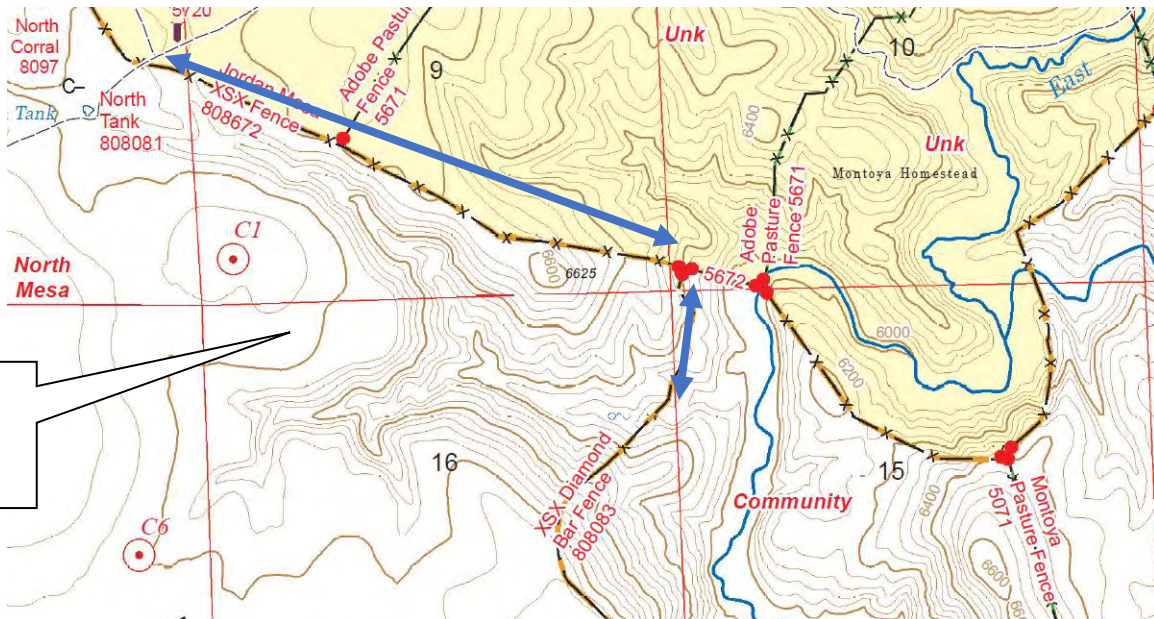 5720
North
Corral
8097
C-
Tank
North
Tank
808081
Jordan Mesa
XSX Fence
808672
Adobe Pasture
Fence
5671
9
Unk
10
6400
East
Unk
Montoya Homestead
Adobe
Pasture
Fence 5671
C1
North
Mesa
6600
6625
5672
6000
6200
16
XSX Diamond
Bar Fence
808083
Community
15
6400
Montoya
Pasture Fence
5071
C6
6600